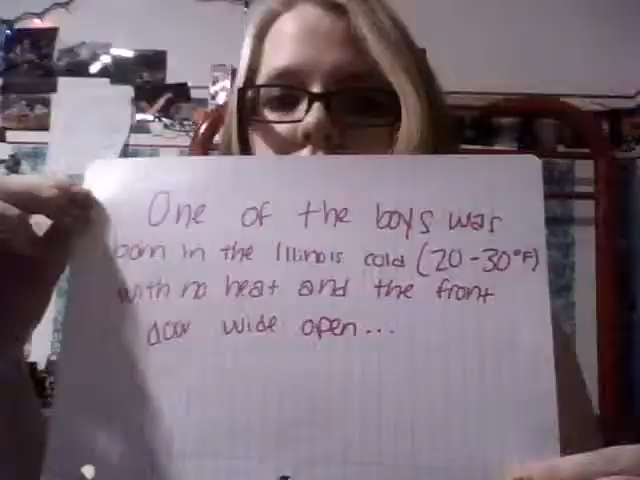 One of the boys was
born in the Illinois cold (20-30°F)
with no heat and the front
door wide open...